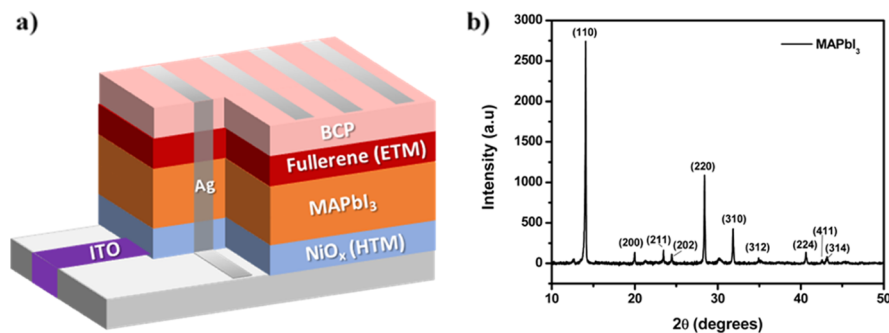 a)
BCP
Fullerene (ETM)
Ag
MAPbI₃
ITO
NiOₓ (HTM)
b)
3000
2500
2000
1500
1000
500
0
Intensity (a.u)
(110)
MAPbI₃
(220)
(310)
(200)
(211)
(202)
(312)
(224)
(411)
(314)
10 20 30 40 50
2θ (degrees)